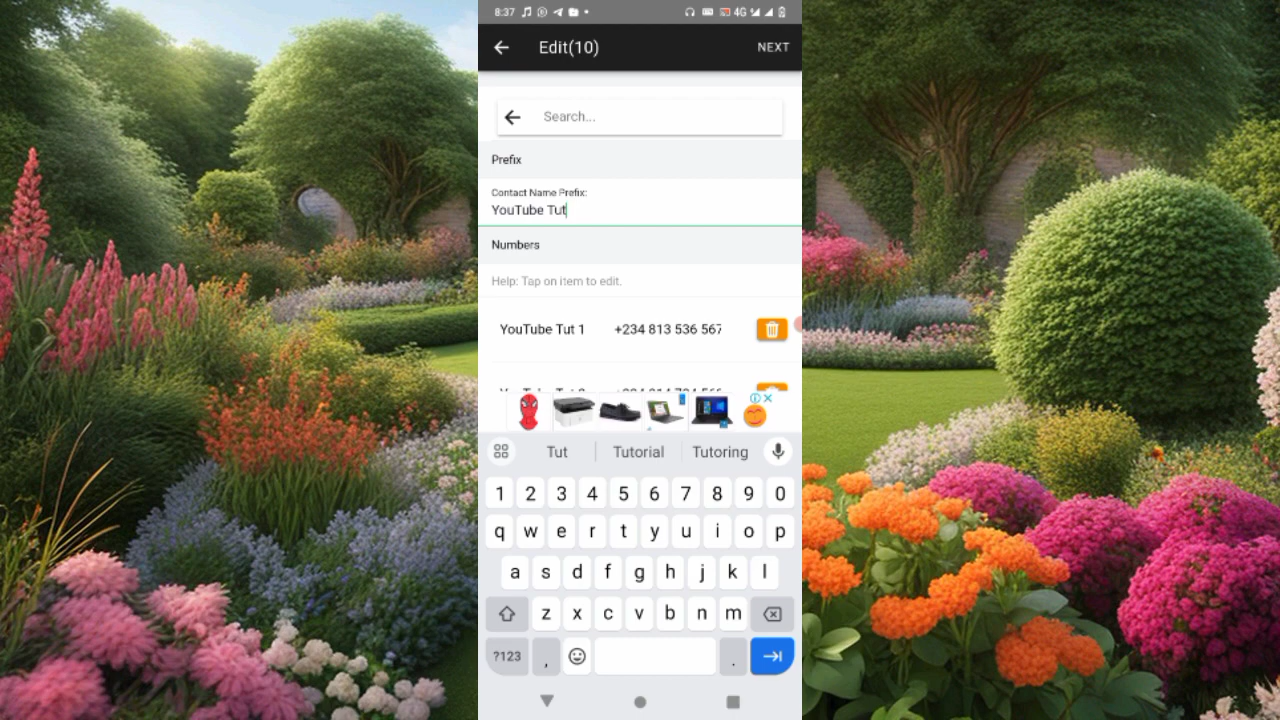 8:37
4G
Edit(10)
NEXT
Search...
Prefix
Contact Name Prefix:
YouTube Tut
Numbers
Help: Tap on item to edit.
YouTube Tut 1 +234 813 536 567
Tut Tutorial Tutoring
1 2 3 4 5 6 7 8 9 0
q w e r t y u i o p
a s d f g h j k l
z x c v b n m
?123 , .